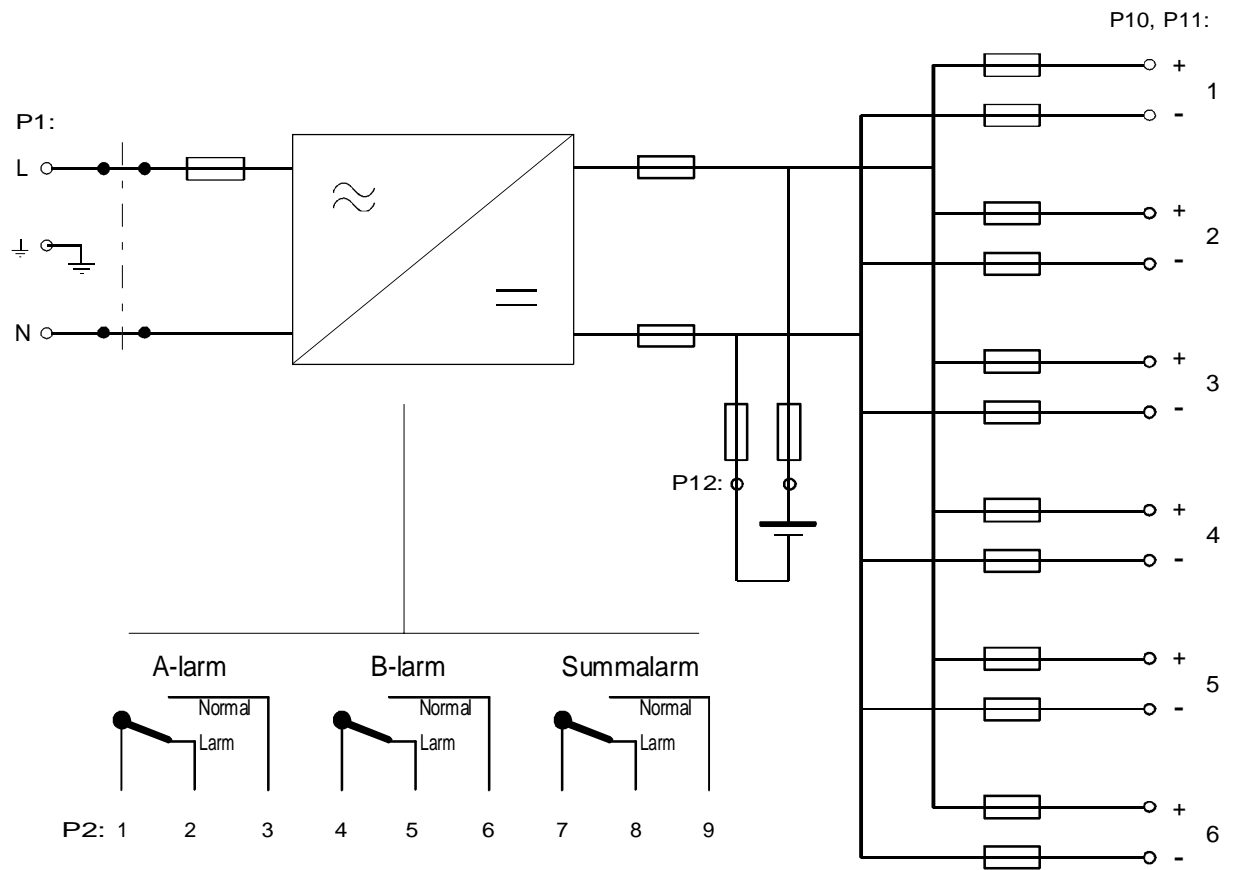 P10, P11:
+
1
-
P1:
L
+
2
-
N
+
3
-
P12:
+
4
-
A-larm B-larm Summalarm
+
5
-
Normal Normal Normal
Larm Larm Larm
+
6
-
P2: 1 2 3 4 5 6 7 8 9